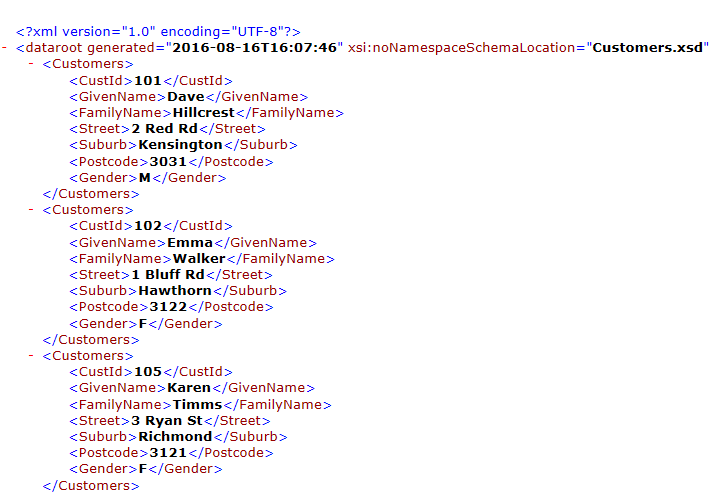 <?xml version="1.0" encoding="UTF-8"?>
- <dataroot generated="2016-08-16T16:07:46" xsi:noNamespaceSchemaLocation="Customers.xsd"
- <Customers>
<CustId>101</CustId>
<GivenName>Dave</GivenName>
<FamilyName>Hillcrest</FamilyName>
<Street>2 Red Rd</Street>
<Suburb>Kensington</Suburb>
<Postcode>3031</Postcode>
<Gender>M</Gender>
</Customers>
- <Customers>
<CustId>102</CustId>
<GivenName>Emma</GivenName>
<FamilyName>Walker</FamilyName>
<Street>1 Bluff Rd</Street>
<Suburb>Hawthorn</Suburb>
<Postcode>3122</Postcode>
<Gender>F</Gender>
</Customers>
- <Customers>
<CustId>105</CustId>
<GivenName>Karen</GivenName>
<FamilyName>Timms</FamilyName>
<Street>3 Ryan St</Street>
<Suburb>Richmond</Suburb>
<Postcode>3121</Postcode>
<Gender>F</Gender>
</Customers>